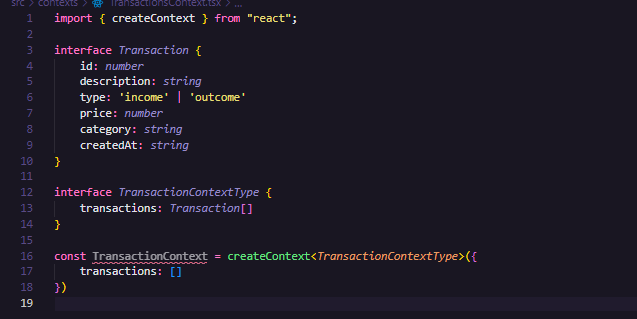 src > contexts > TransactionsContext.tsx > ...
1 import { createContext } from "react";
2
3 interface Transaction {
4 id: number
5 description: string
6 type: 'income' | 'outcome'
7 price: number
8 category: string
9 createdAt: string
10 }
11
12 interface TransactionContextType {
13 transactions: Transaction[]
14 }
15
16 const TransactionContext = createContext<TransactionContextType>({
17 transactions: []
18 })
19